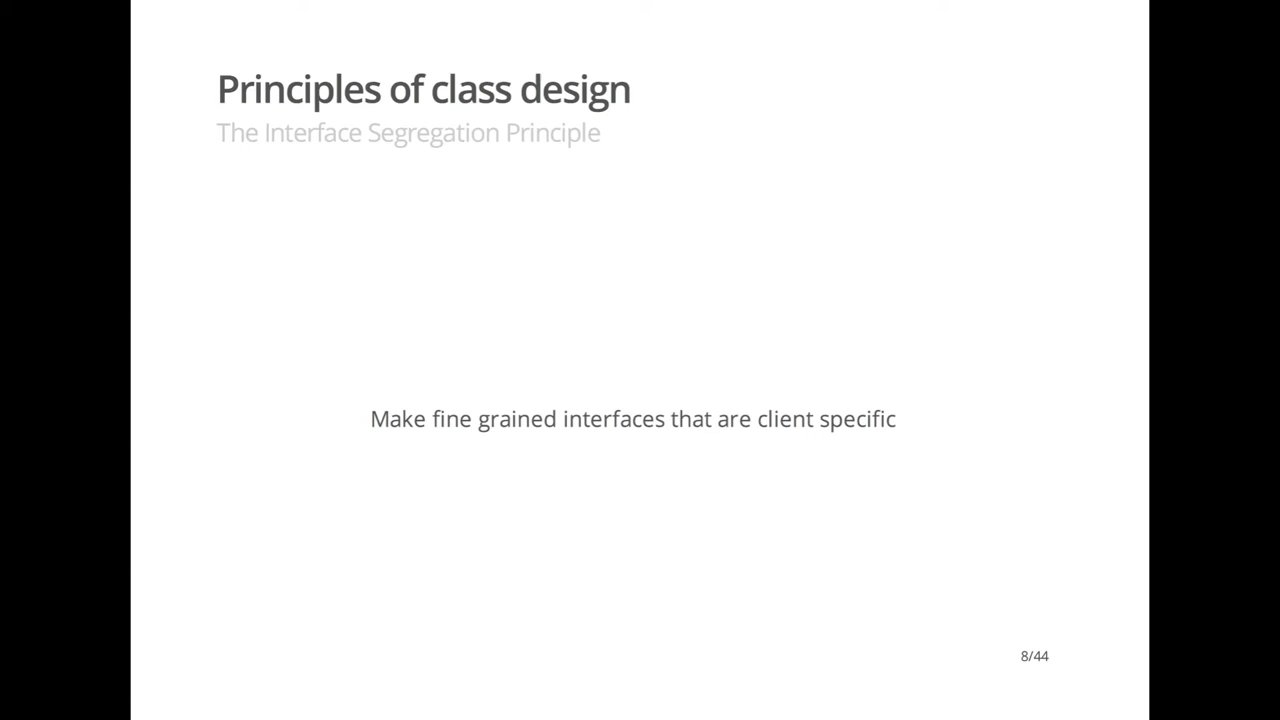 Principles of class design
The Interface Segregation Principle
Make fine grained interfaces that are client specific
8/44